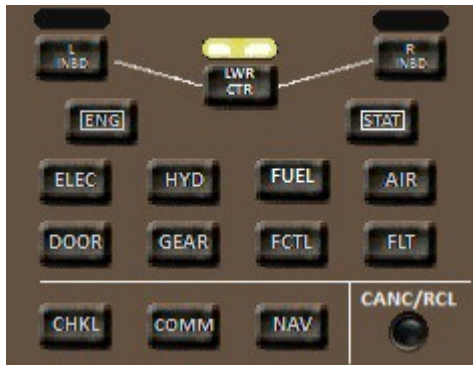 L
INBD
LWR
CTR
R
INBD
ENG
STAT
ELEC
HYD
FUEL
AIR
DOOR
GEAR
FCTL
FLT
CHKL
COMM
NAV
CANC/RCL